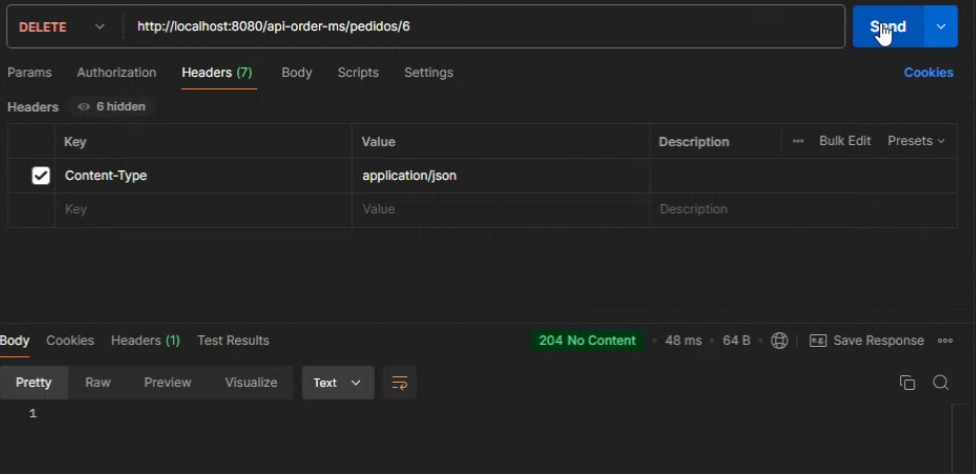 DELETE http://localhost:8080/api-order-ms/pedidos/6 Send
Params Authorization Headers (7) Body Scripts Settings Cookies
Headers 6 hidden
Key Value Description Bulk Edit Presets
Content-Type application/json
Key Value Description
Body Cookies Headers (1) Test Results 204 No Content 48 ms 64 B e.g. Save Response
Pretty Raw Preview Visualize Text
1